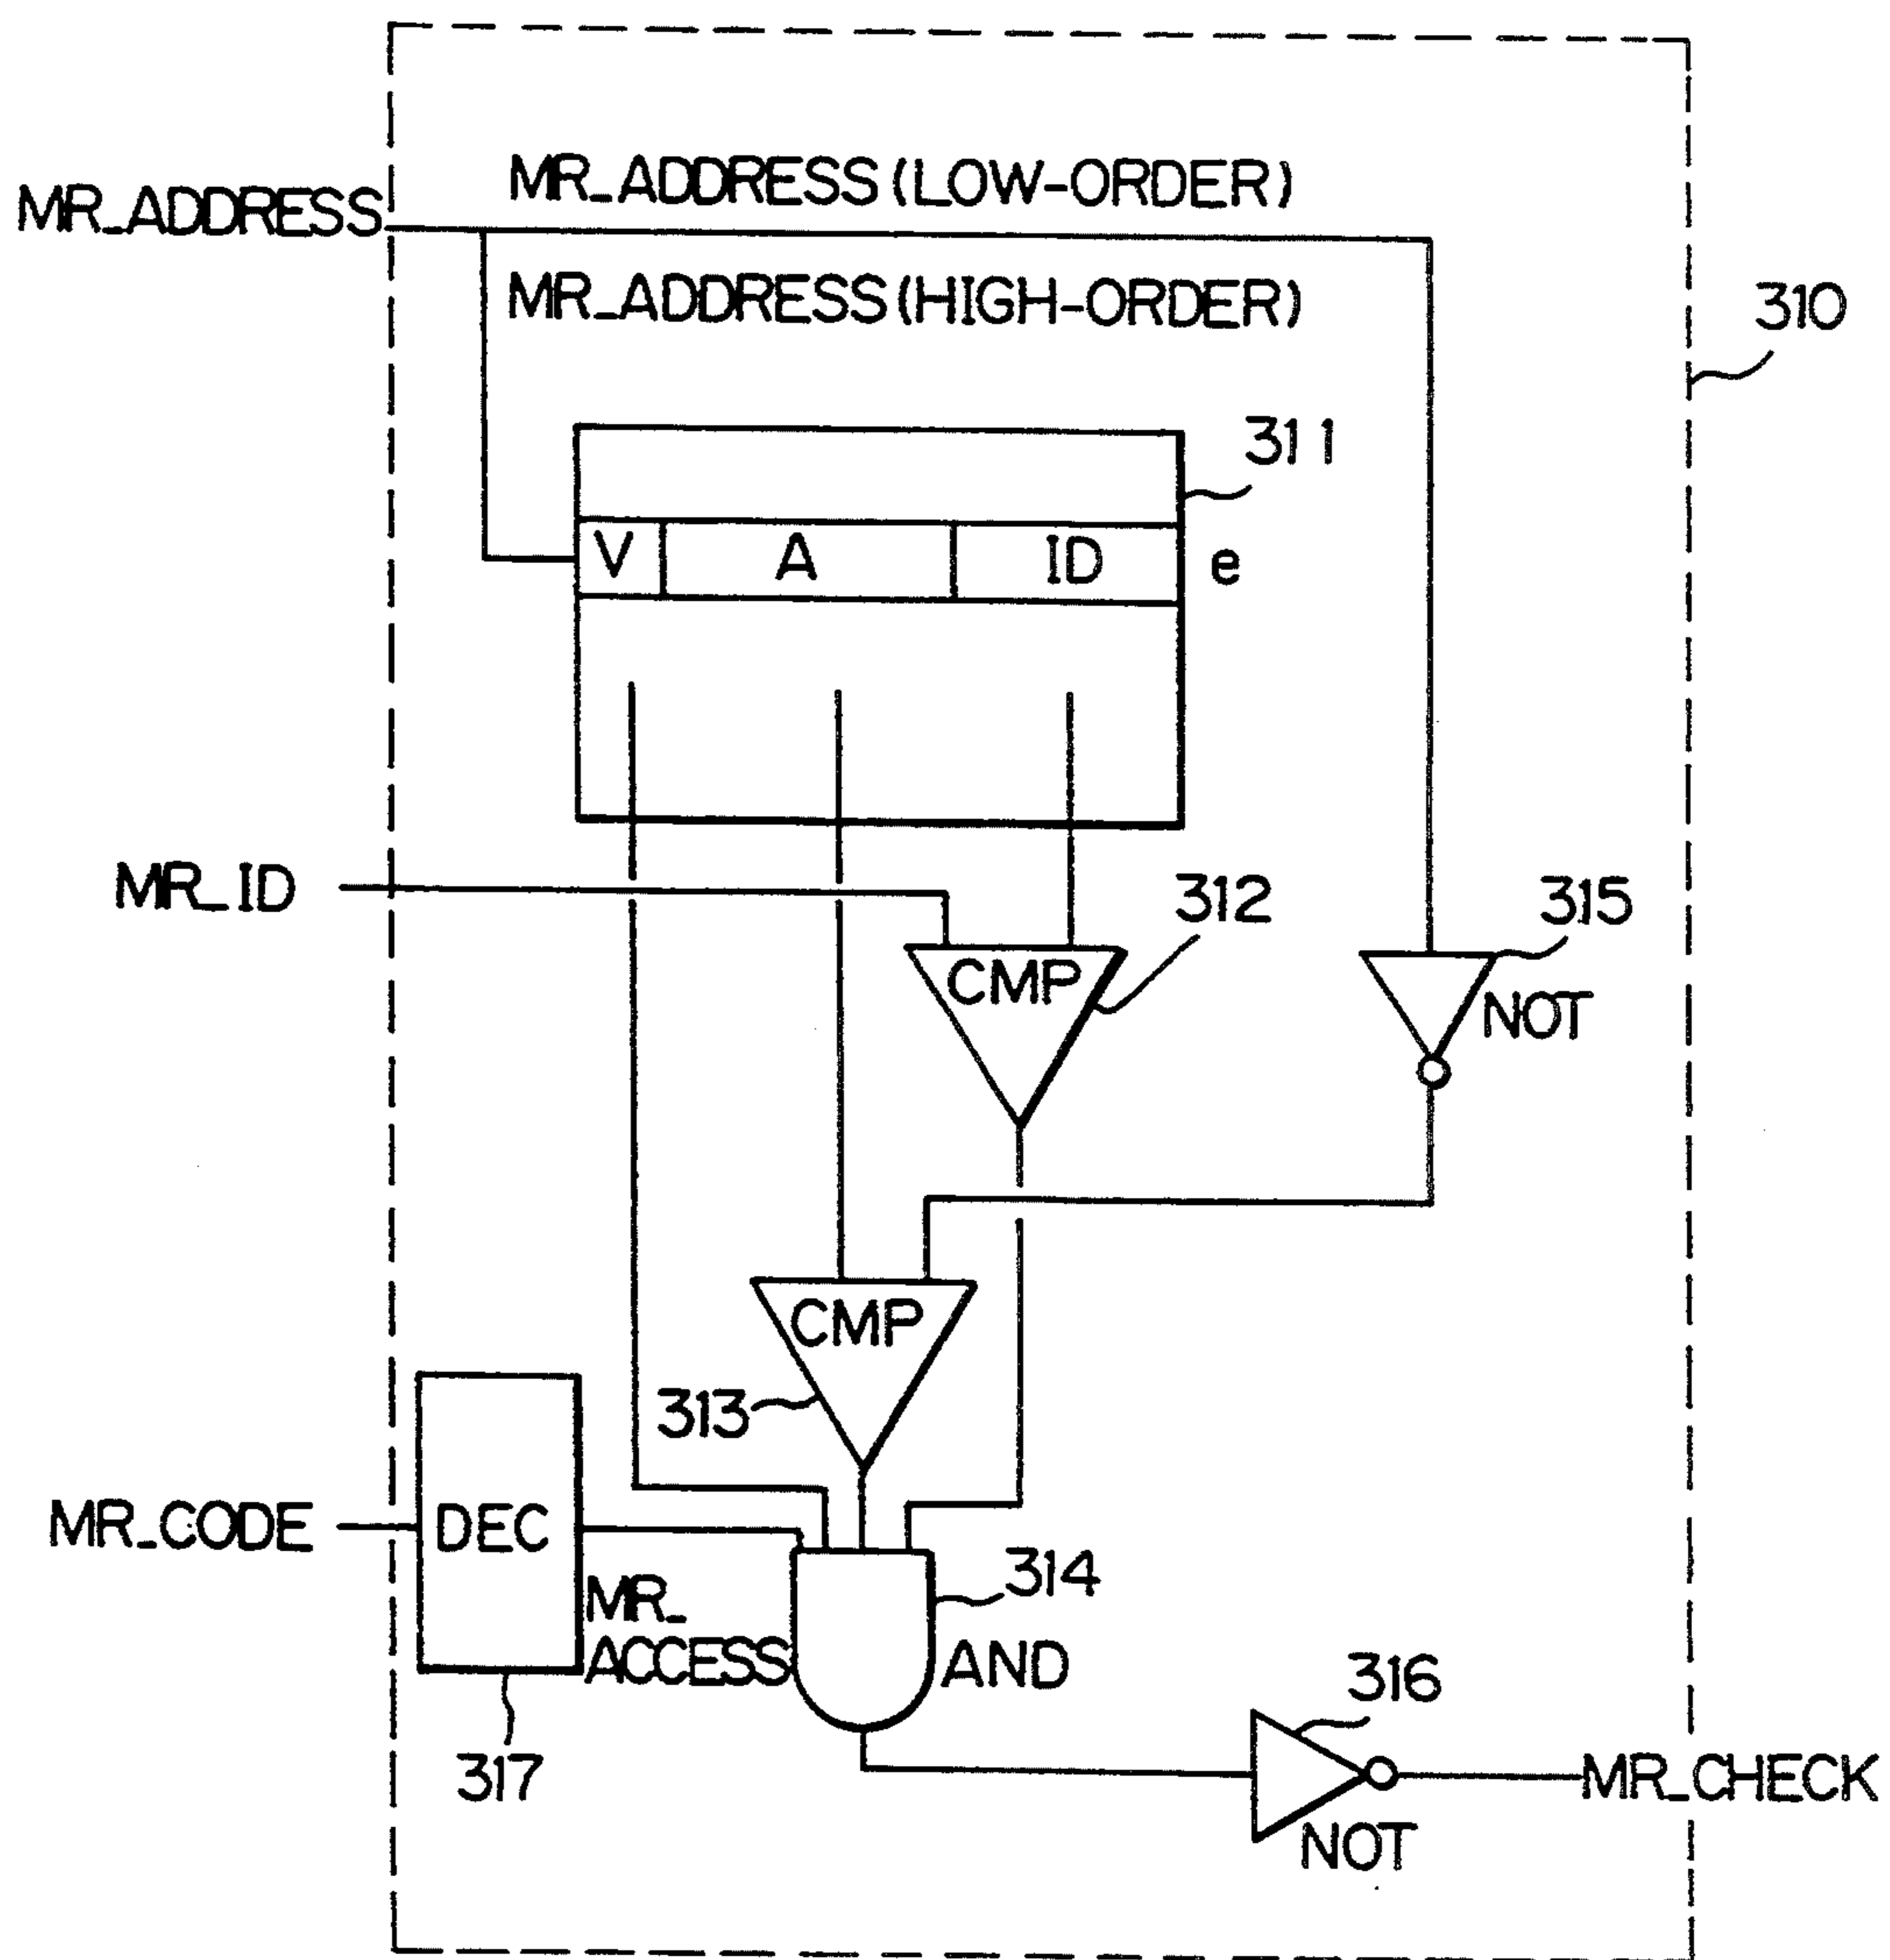 MR_ADDRESS (LOW-ORDER)
MR_ADDRESS
MR_ADDRESS (HIGH-ORDER)
310
311
V A ID e
MR_ID
312
315
CMP
NOT
CMP
313
MR_CODE
DEC
314
MR_
ACCESS
AND
316
317
MR_CHECK
NOT